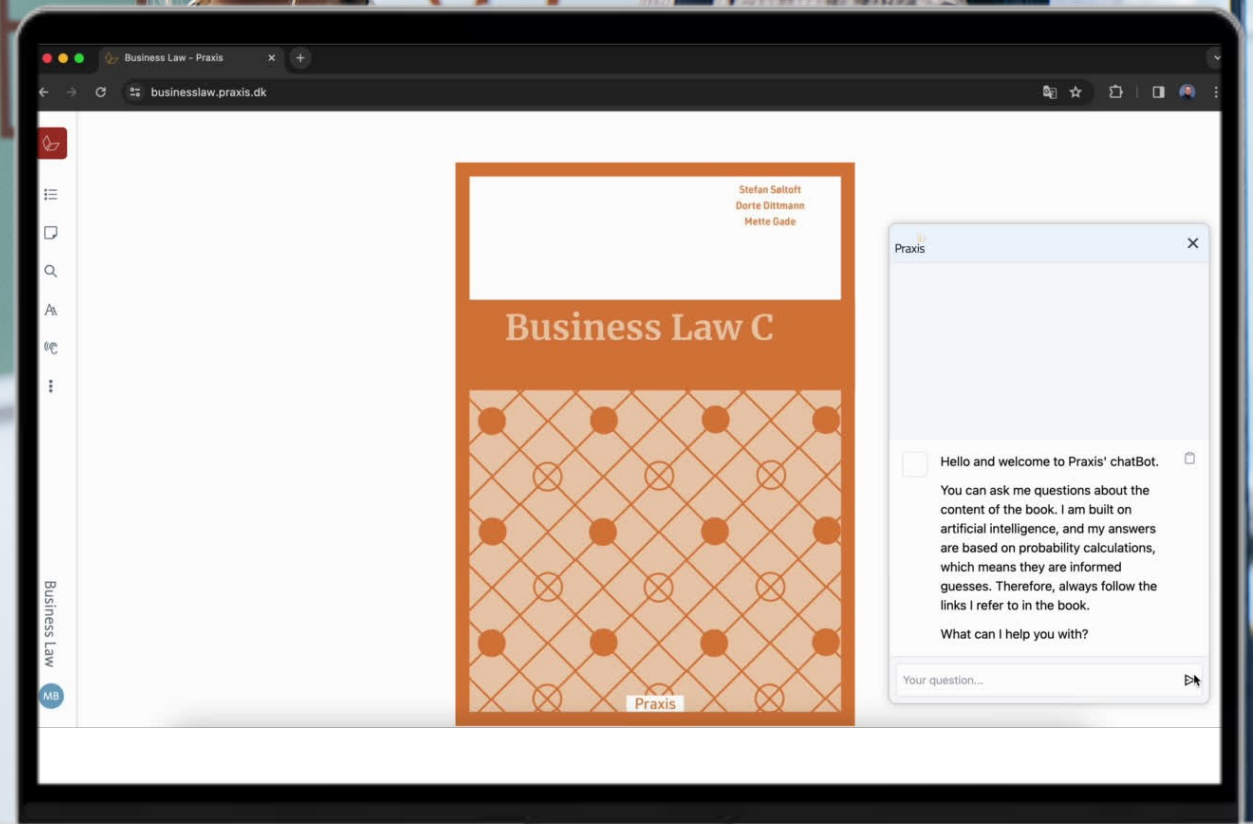 Business Law - Praxis
businesslaw.praxis.dk
Stefan Søltoft
Dorte Dittmann
Mette Gade
Business Law C
Praxis
Business Law
MB
Praxis
Hello and welcome to Praxis' chatBot.
You can ask me questions about the
content of the book. I am built on
artificial intelligence, and my answers
are based on probability calculations,
which means they are informed
guesses. Therefore, always follow the
links I refer to in the book.
What can I help you with?
Your question...